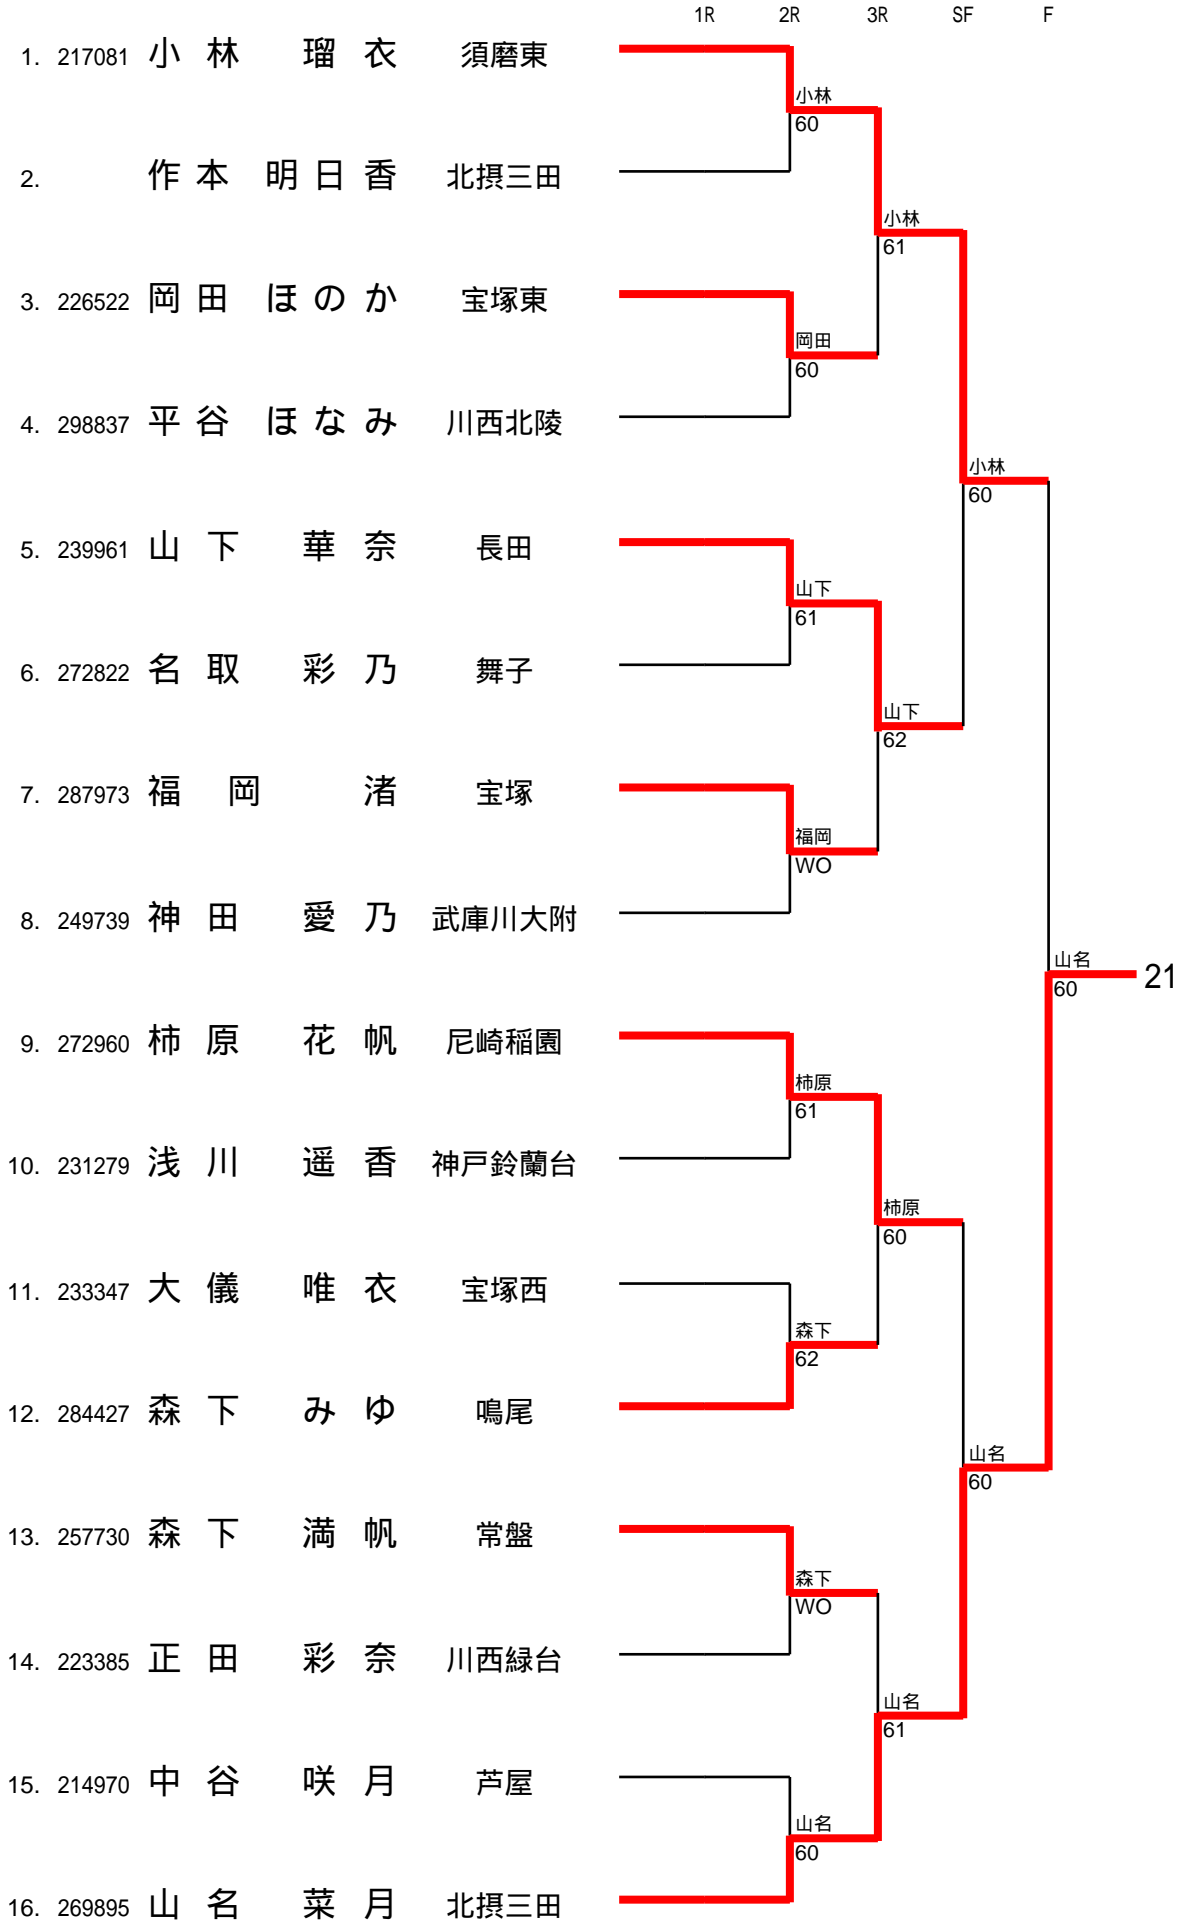 1R 2R 3R SF F
1. 217081 小林 瑠衣 須磨東
小林
60
2. 作本 明日香 北摂三田
小林
61
3. 226522 岡田 ほのか 宝塚東
岡田
60
4. 298837 平谷 ほなみ 川西北陵
小林
60
5. 239961 山下 華奈 長田
山下
61
6. 272822 名取 彩乃 舞子
山下
62
7. 287973 福岡 渚 宝塚
福岡
WO
8. 249739 神田 愛乃 武庫川大附
山名
60 21
9. 272960 柿原 花帆 尼崎稲園
柿原
61
10. 231279 浅川 遥香 神戸鈴蘭台
柿原
60
11. 233347 大儀 唯衣 宝塚西
森下
62
12. 284427 森下 みゆ 鳴尾
山名
60
13. 257730 森下 満帆 常盤
森下
WO
14. 223385 正田 彩奈 川西緑台
山名
61
15. 214970 中谷 咲月 芦屋
山名
60
16. 269895 山名 菜月 北摂三田